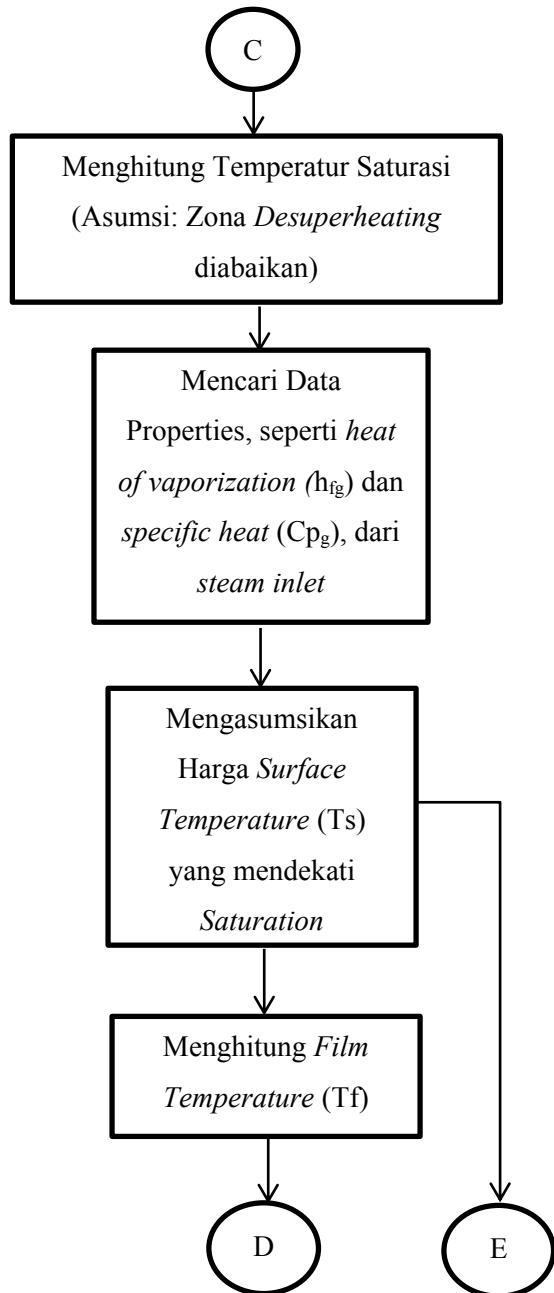 C
Menghitung Temperatur Saturasi
(Asumsi: Zona Desuperheating
diabaikan)
Mencari Data
Properties, seperti heat
of vaporization (hfg) dan
specific heat (Cpg), dari
steam inlet
Mengasumsikan
Harga Surface
Temperature (Ts)
yang mendekati
Saturation
Menghitung Film
Temperature (Tf)
D
E